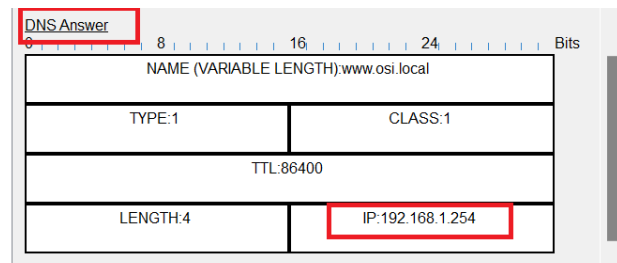 DNS Answer
0 8 16 24 Bits
NAME (VARIABLE LENGTH):www.osi.local
TYPE:1 CLASS:1
TTL:86400
LENGTH:4 IP:192.168.1.254